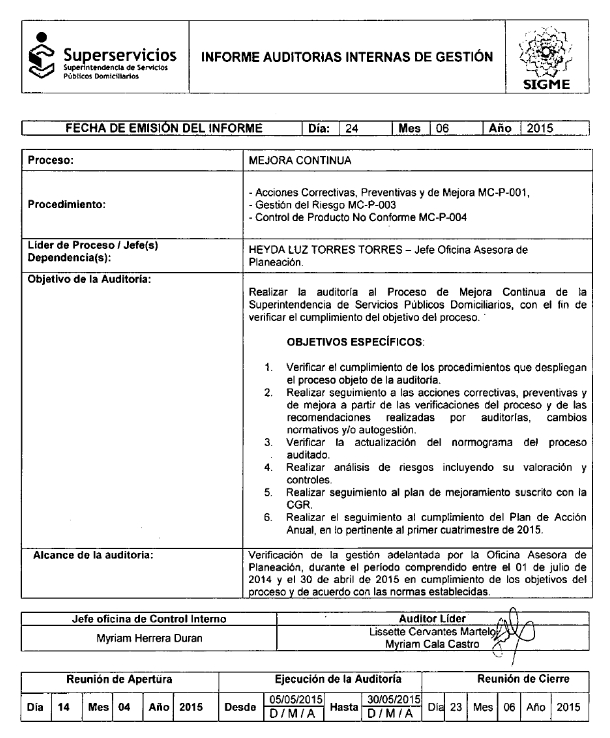 Superservicios
Superintendencia de Servicios
Públicos Domiciliarios
INFORME AUDITORIAS INTERNAS DE GESTIÓN
SIGME
FECHA DE EMISIÓN DEL INFORME Día: 24 Mes 06 Año 2015
Proceso: MEJORA CONTINUA
Procedimiento:
- Acciones Correctivas, Preventivas y de Mejora MC-P-001,
- Gestión del Riesgo MC-P-003
- Control de Producto No Conforme MC-P-004
Líder de Proceso / Jefe(s)
Dependencia(s):
HEYDA LUZ TORRES TORRES – Jefe Oficina Asesora de
Planeación.
Objetivo de la Auditoría:
Realizar la auditoría al Proceso de Mejora Continua de la
Superintendencia de Servicios Públicos Domiciliarios, con el fin de
verificar el cumplimiento del objetivo del proceso.
OBJETIVOS ESPECÍFICOS:
1. Verificar el cumplimiento de los procedimientos que despliegan
el proceso objeto de la auditoría.
2. Realizar seguimiento a las acciones correctivas, preventivas y
de mejora a partir de las verificaciones del proceso y de las
recomendaciones realizadas por auditorías, cambios
normativos y/o autogestión.
3. Verificar la actualización del normograma del proceso
auditado.
4. Realizar análisis de riesgos incluyendo su valoración y
controles.
5. Realizar seguimiento al plan de mejoramiento suscrito con la
CGR.
6. Realizar el seguimiento al cumplimiento del Plan de Acción
Anual, en lo pertinente al primer cuatrimestre de 2015.
Alcance de la auditoría:
Verificación de la gestión adelantada por la Oficina Asesora de
Planeación, durante el período comprendido entre el 01 de julio de
2014 y el 30 de abril de 2015 en cumplimiento de los objetivos del
proceso y de acuerdo con las normas establecidas.
Jefe oficina de Control Interno Auditor Líder
Myriam Herrera Duran
Lissette Cervantes Martelo
Myriam Cala Castro
Reunión de Apertura Ejecución de la Auditoría Reunión de Cierre
Día 14 Mes 04 Año 2015 Desde 05/05/2015 Hasta 30/05/2015 Día 23 Mes 06 Año 2015
D / M / A D / M / A